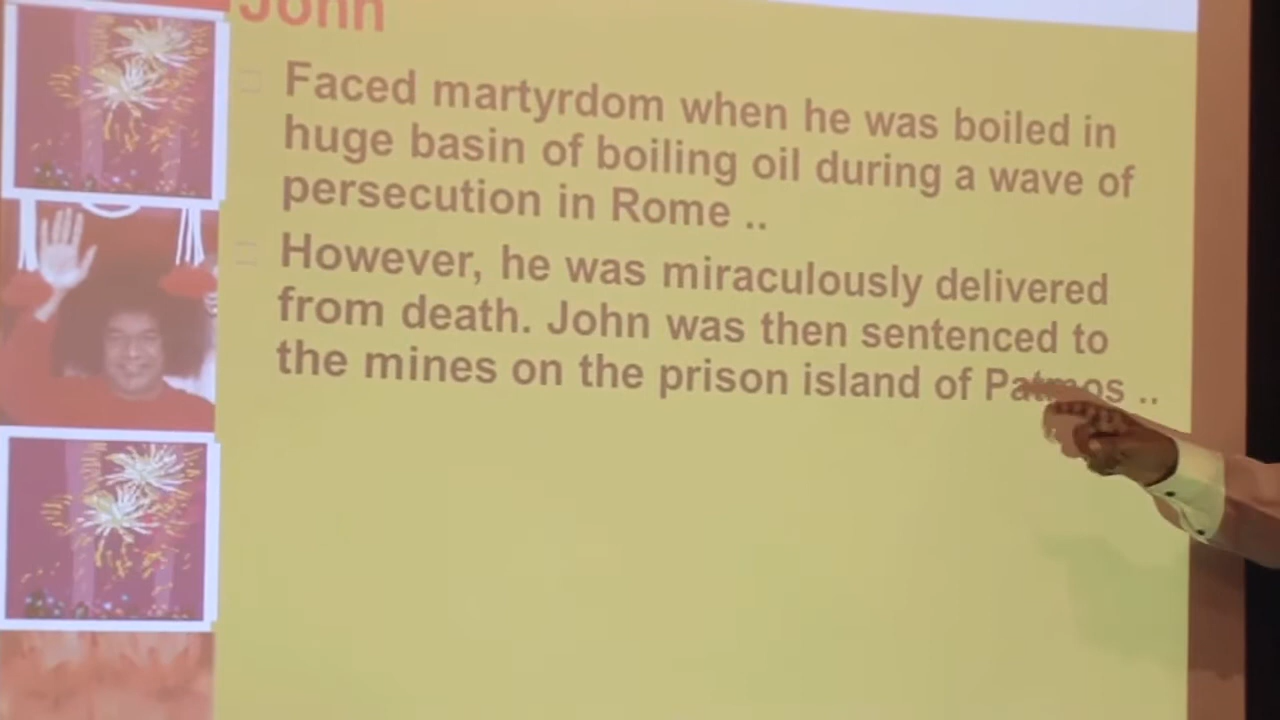 John
Faced martyrdom when he was boiled in
huge basin of boiling oil during a wave of
persecution in Rome ..
However, he was miraculously delivered
from death. John was then sentenced to
the mines on the prison island of Patmos ..